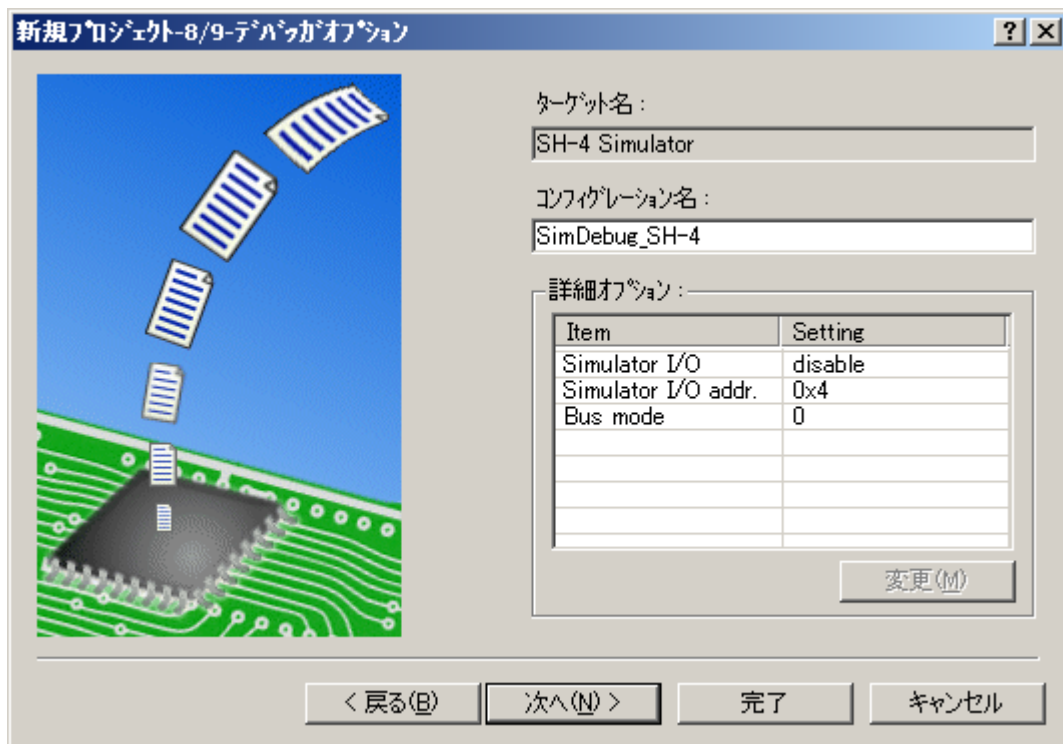 新規ﾌﾟﾛｼﾞｪｸﾄ-8/9-ﾃﾞﾊﾞｯｶﾞｵﾌﾟｼｮﾝ
ﾀｰｹﾞｯﾄ名 :
SH-4 Simulator
ｺﾝﾌｨｸﾞﾚｰｼｮﾝ名 :
SimDebug_SH-4
詳細ｵﾌﾟｼｮﾝ :
Item Setting
Simulator I/O disable
Simulator I/O addr. 0x4
Bus mode 0
変更(M)
< 戻る(B) 次へ(N) > 完了 キャンセル